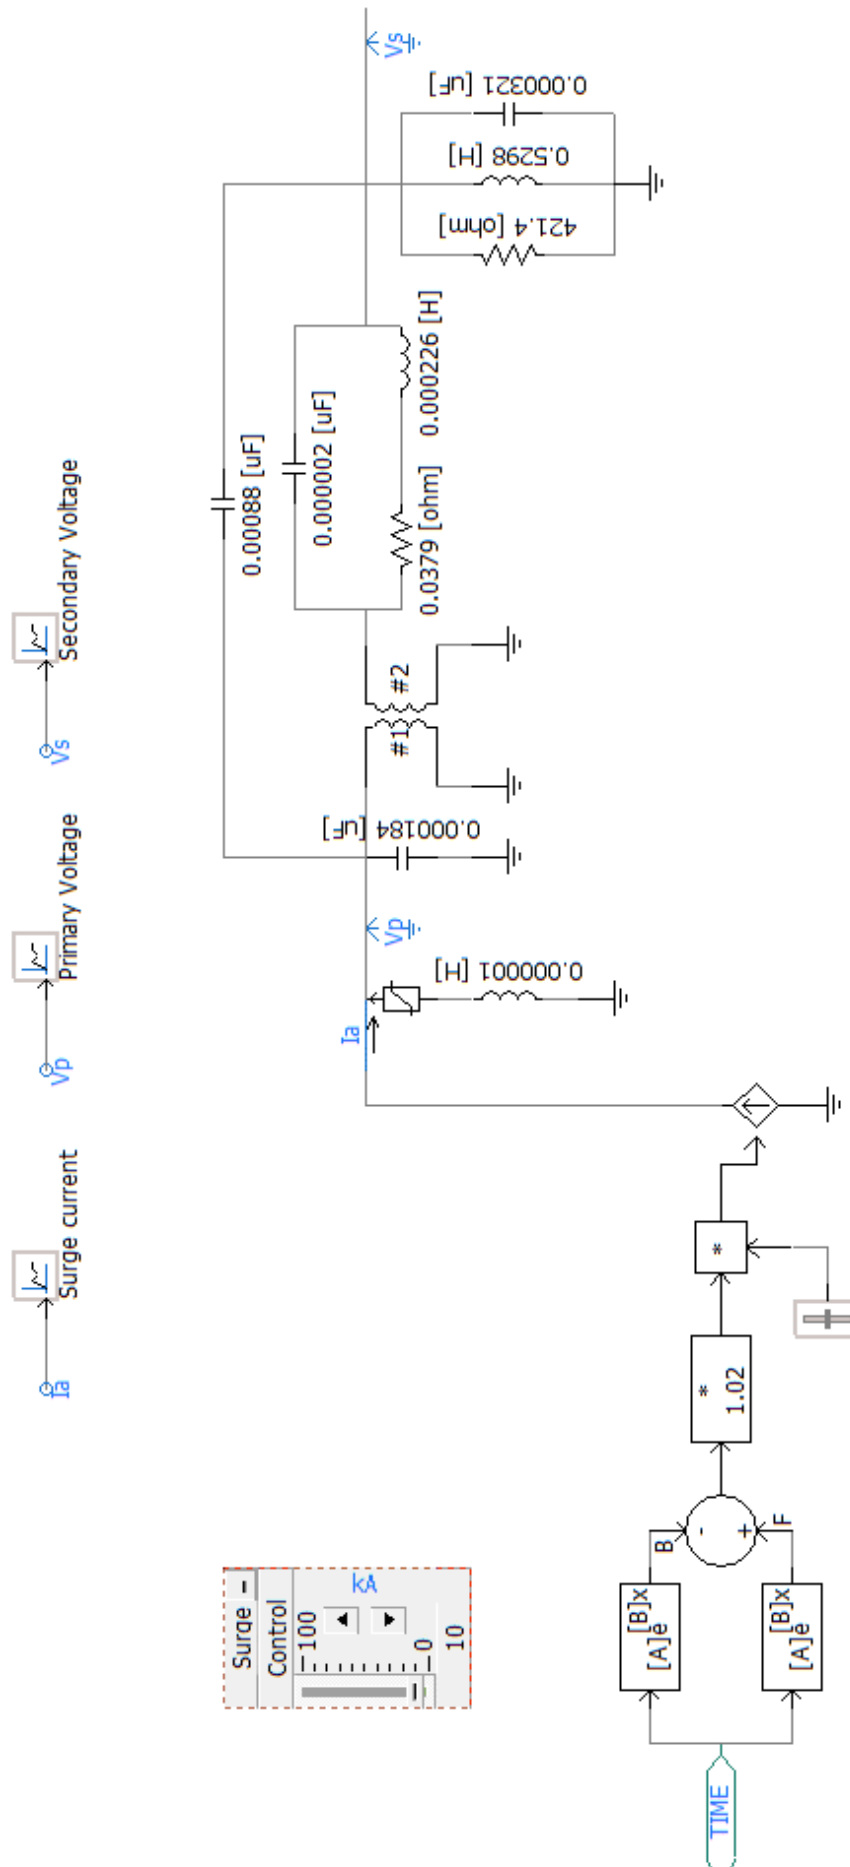 Ia
Surge current
Vp
Primary Voltage
Vs
Secondary Voltage
Surge
Control
100
0
kA
10
TIME
[A]e[B]x
[A]e[B]x
B
-
+
F
*
1.02
*
Ia
0.000001 [H]
Vp
0.000184 [uF]
#1
#2
0.00088 [uF]
0.000002 [uF]
0.0379 [ohm]
0.000226 [H]
421.4 [ohm]
0.5298 [H]
0.000321 [uF]
Vs